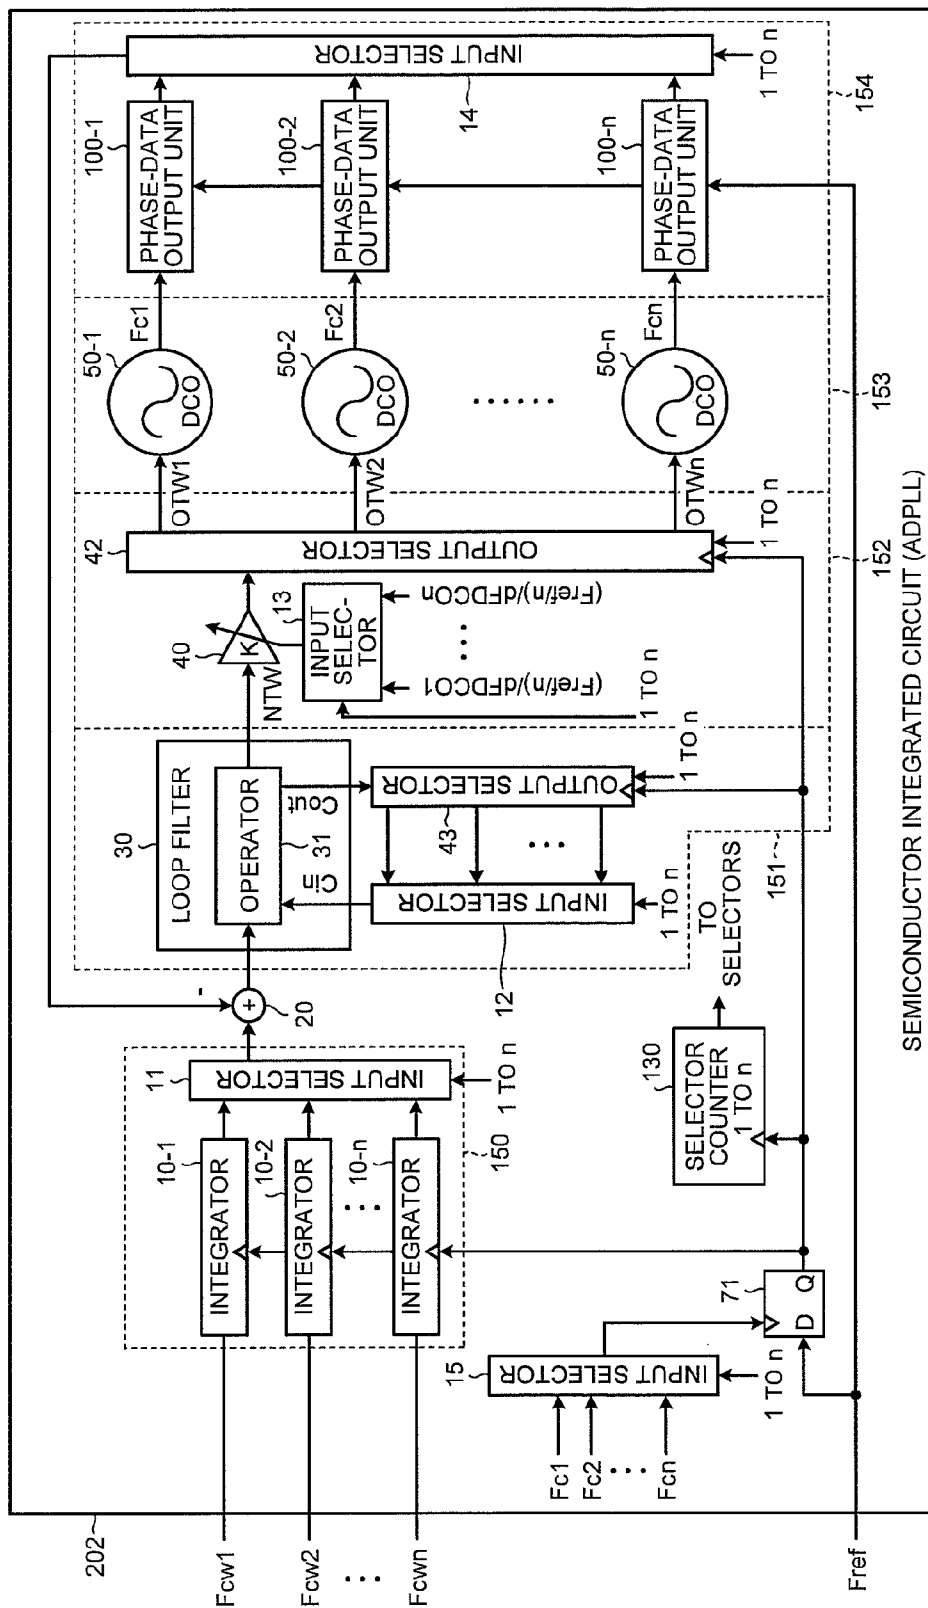 202
Fcw1
Fcw2
Fcwn
Fref
10-1
INTEGRATOR
10-2
INTEGRATOR
10-n
INTEGRATOR
11
INPUT SELECTOR
1 TO n
150
20
+
-
30
LOOP FILTER
OPERATOR
31
Cin
Cout
12
INPUT SELECTOR
1 TO n
43
OUTPUT SELECTOR
1 TO n
151
NTW
40
K
13
INPUT
SELEC-
TOR
1 TO n
(Fref/n)/dFDCO1
(Fref/n)/dFDCOn
42
OUTPUT SELECTOR
1 TO n
152
OTW1
OTW2
OTWn
50-1
DCO
50-2
DCO
50-n
DCO
153
Fc1
Fc2
Fcn
100-1
PHASE-DATA
OUTPUT UNIT
100-2
PHASE-DATA
OUTPUT UNIT
100-n
PHASE-DATA
OUTPUT UNIT
14
INPUT SELECTOR
1 TO n
154
Fc1
Fc2
Fcn
15
INPUT SELECTOR
1 TO n
71
D Q
130
SELECTOR
COUNTER
1 TO n
TO
SELECTORS
SEMICONDUCTOR INTEGRATED CIRCUIT (ADPLL)